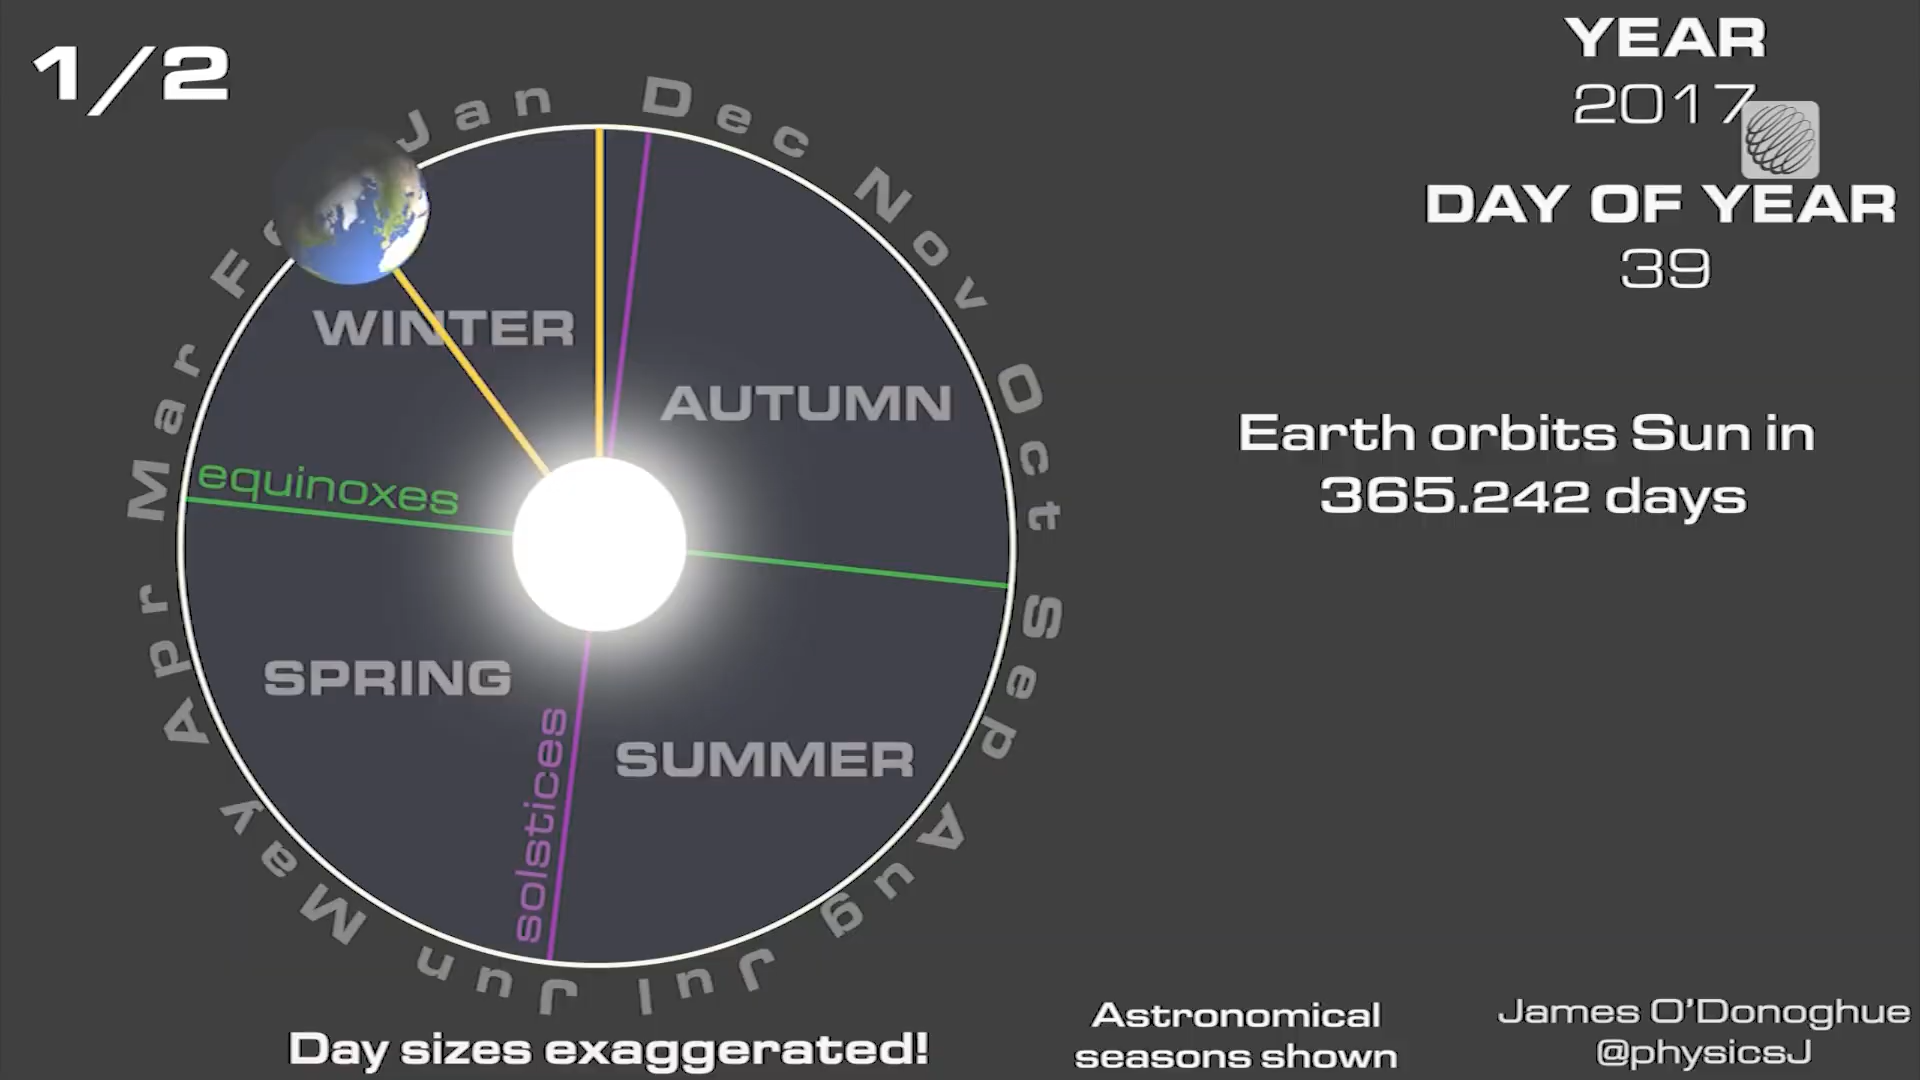 1/2
YEAR
2017
DAY OF YEAR
39
Jan
Dec
Nov
Oct
Sep
Aug
Jul
Jun
May
Apr
Mar
WINTER
AUTUMN
equinoxes
SPRING
SUMMER
solstices
Earth orbits Sun in
365.242 days
Day sizes exaggerated!
Astronomical
seasons shown
James O'Donoghue
@physicsJ